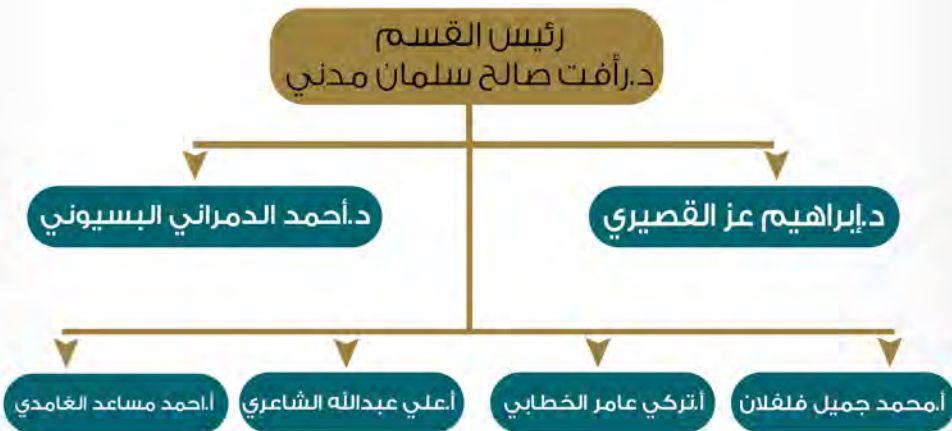 رئيس القسم
د.رأفت صالح سلمان مدني
د.إبراهيم عز القصيري
د.أحمد الدمراني البسيوني
أ.محمد جميل فلفلان
أ.تركي عامر الخطابي
أ.علي عبدالله الشاعري
أ.احمد مساعد الغامدي